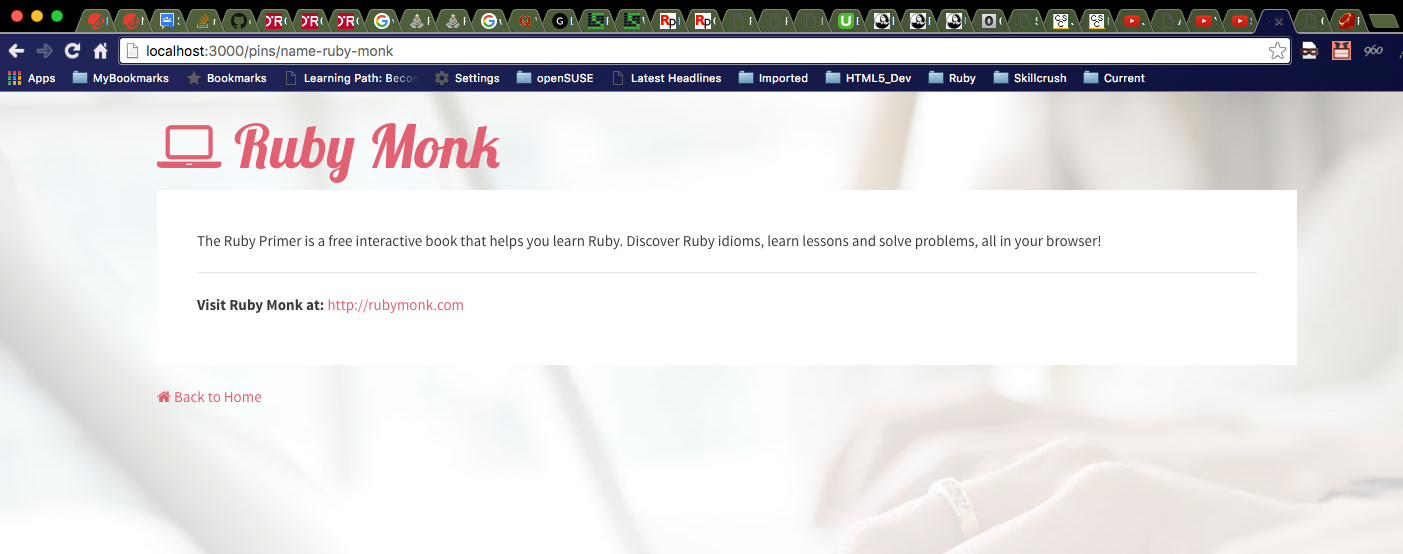 localhost:3000/pins/name-ruby-monk
960
Apps MyBookmarks Bookmarks Learning Path: Becon Settings openSUSE Latest Headlines Imported HTML5_Dev Ruby Skillcrush Current
Ruby Monk
The Ruby Primer is a free interactive book that helps you learn Ruby. Discover Ruby idioms, learn lessons and solve problems, all in your browser!
Visit Ruby Monk at: http://rubymonk.com
Back to Home